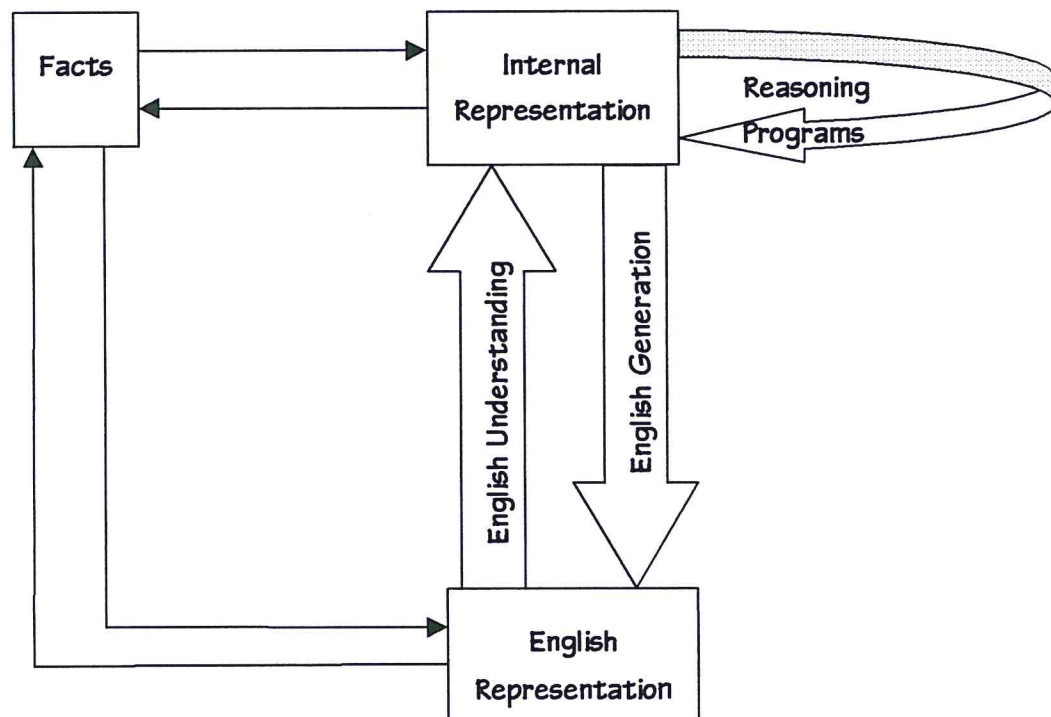 Facts
Internal
Representation
Reasoning
Programs
English Understanding
English Generation
English
Representation